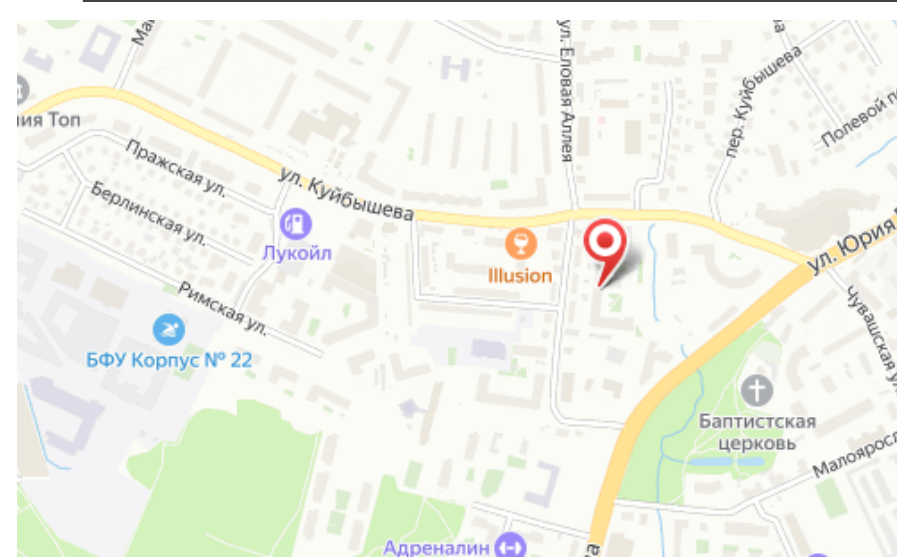 ул. Еловая Аллея
пер. Куйбышева
Полевой п
ия Топ
Пражская ул.
ул. Куйбышева
Берлинская ул.
Лукойл
Illusion
ул. Юрия
Римская ул.
Чувашская ул.
БФУ Корпус № 22
Баптистская
церковь
Малоярос
Адреналин